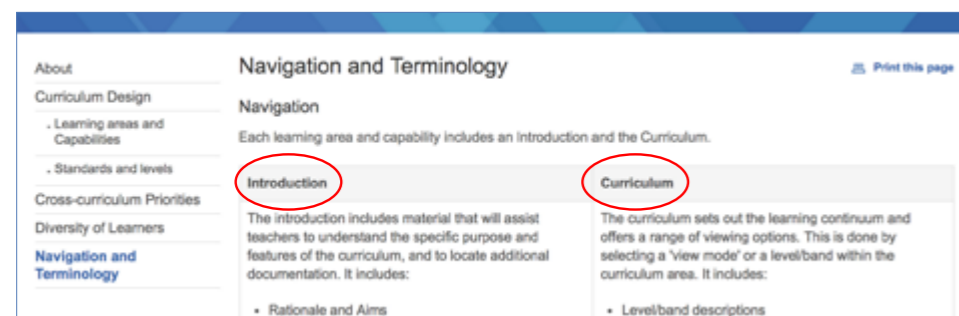 About
Curriculum Design
. Learning areas and
Capabilities
. Standards and levels
Cross-curriculum Priorities
Diversity of Learners
Navigation and
Terminology
Navigation and Terminology
Print this page
Navigation
Each learning area and capability includes an Introduction and the Curriculum.
Introduction
The introduction includes material that will assist
teachers to understand the specific purpose and
features of the curriculum, and to locate additional
documentation. It includes:
• Rationale and Aims
Curriculum
The curriculum sets out the learning continuum and
offers a range of viewing options. This is done by
selecting a 'view mode' or a level/band within the
curriculum area. It includes:
• Level/band descriptions